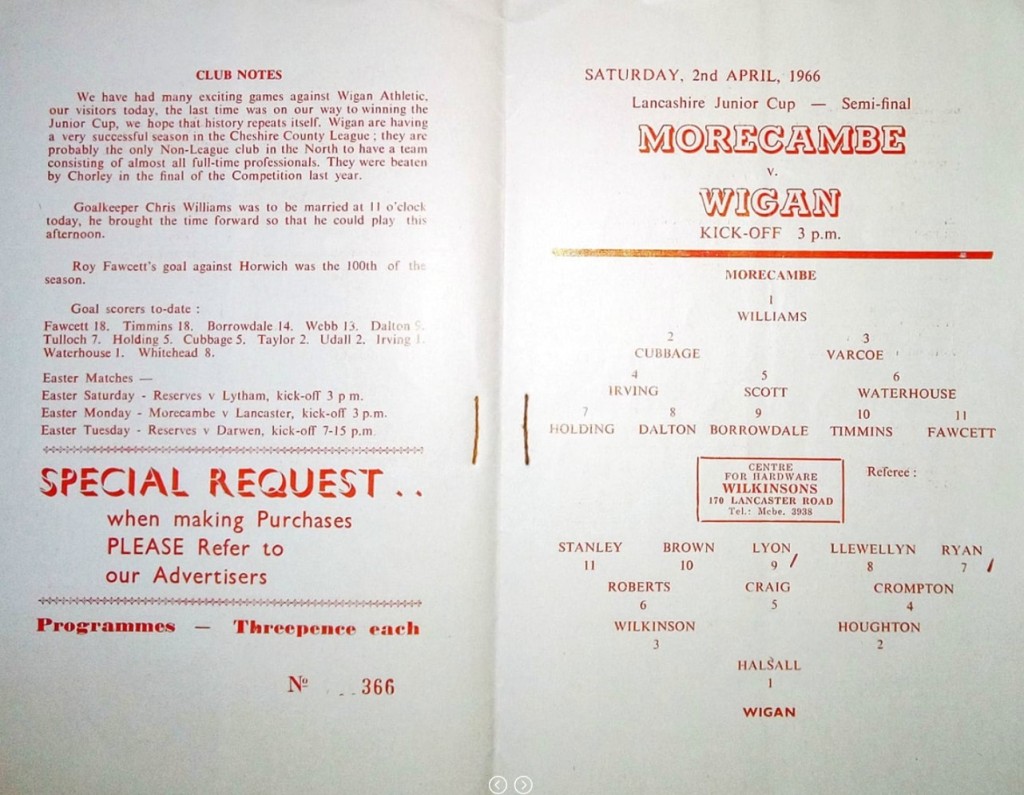 CLUB NOTES
We have had many exciting games against Wigan Athletic,
our visitors today, the last time was on our way to winning the
Junior Cup, we hope that history repeats itself. Wigan are having
a very successful season in the Cheshire County League ; they are
probably the only Non-League club in the North to have a team
consisting of almost all full-time professionals. They were beaten
by Chorley in the final of the Competition last year.
Goalkeeper Chris Williams was to be married at 11 o'clock
today, he brought the time forward so that he could play this
afternoon.
Roy Fawcett's goal against Horwich was the 100th of the
season.
Goal scorers to-date :
Fawcett 18. Timmins 18. Borrowdale 14. Webb 13. Dalton 9.
Tulloch 7. Holding 5. Cubbage 5. Taylor 2. Udall 2. Irving 1.
Waterhouse 1. Whitehead 8.
Easter Matches —
Easter Saturday - Reserves v Lytham, kick-off 3 p m.
Easter Monday - Morecambe v Lancaster, kick-off 3 p.m.
Easter Tuesday - Reserves v Darwen, kick-off 7-15 p.m
SPECIAL REQUEST . .
when making Purchases
PLEASE Refer to
our Advertisers
Programmes — Threepence each
Nº 366
SATURDAY, 2nd APRIL, 1966
Lancashire Junior Cup — Semi-final
MORECAMBE
v.
WIGAN
KICK-OFF 3 p.m.
MORECAMBE
1
WILLIAMS
2 3
CUBBAGE VARCOE
4 5 6
IRVING SCOTT WATERHOUSE
7 8 9 10 11
HOLDING DALTON BORROWDALE TIMMINS FAWCETT
CENTRE
FOR HARDWARE
WILKINSONS
170 LANCASTER ROAD
Tel.: Mcbe. 3938
Referee :
STANLEY BROWN LYON LLEWELLYN RYAN
11 10 9 8 7
ROBERTS CRAIG CROMPTON
6 5 4
WILKINSON HOUGHTON
3 2
HALSALL
1
WIGAN